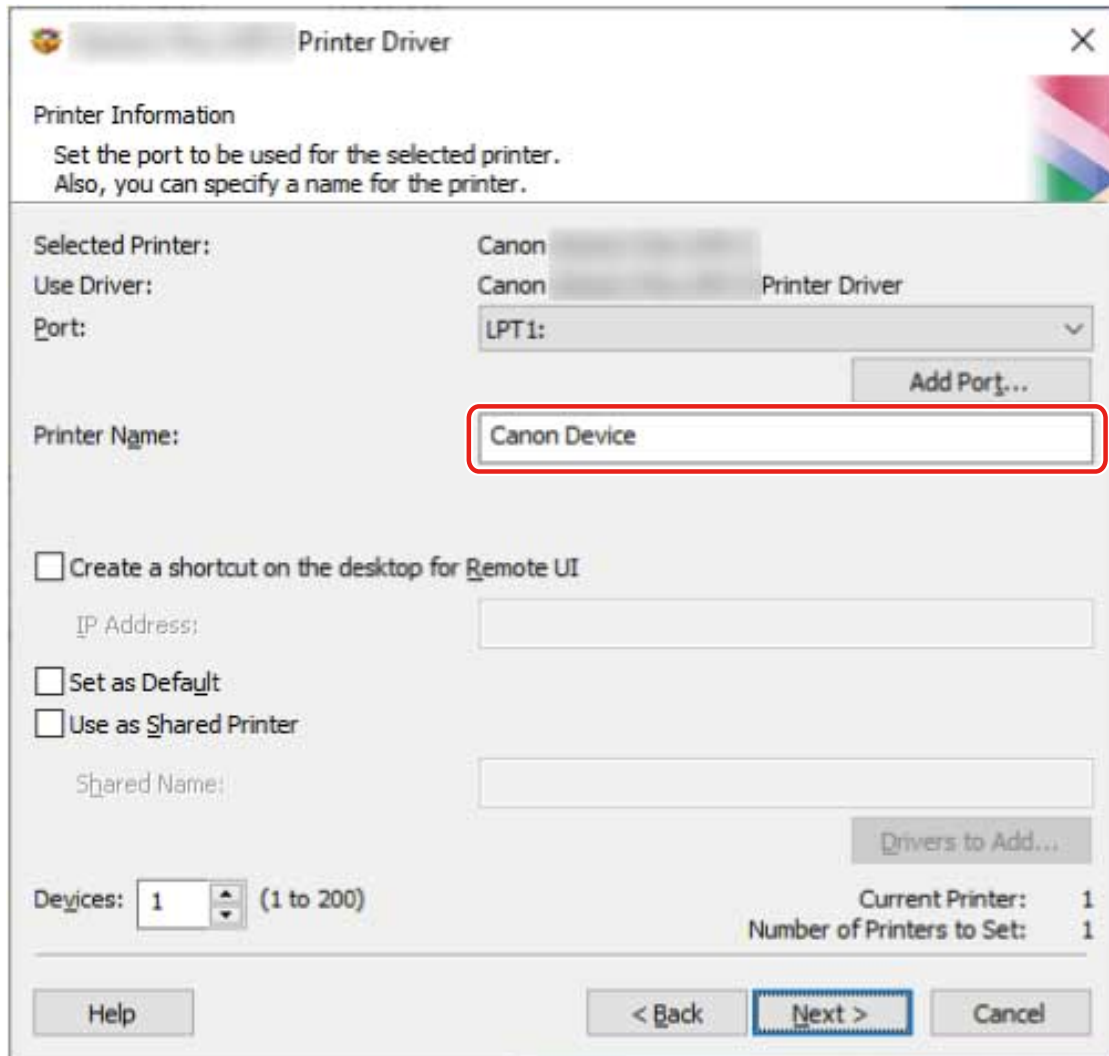 Printer Driver
Printer Information
Set the port to be used for the selected printer.
Also, you can specify a name for the printer.
Selected Printer: Canon
Use Driver: Canon Printer Driver
Port: LPT1:
Add Port...
Printer Name: Canon Device
Create a shortcut on the desktop for Remote UI
IP Address:
Set as Default
Use as Shared Printer
Shared Name:
Drivers to Add...
Devices: 1 (1 to 200) Current Printer: 1
Number of Printers to Set: 1
Help < Back Next > Cancel